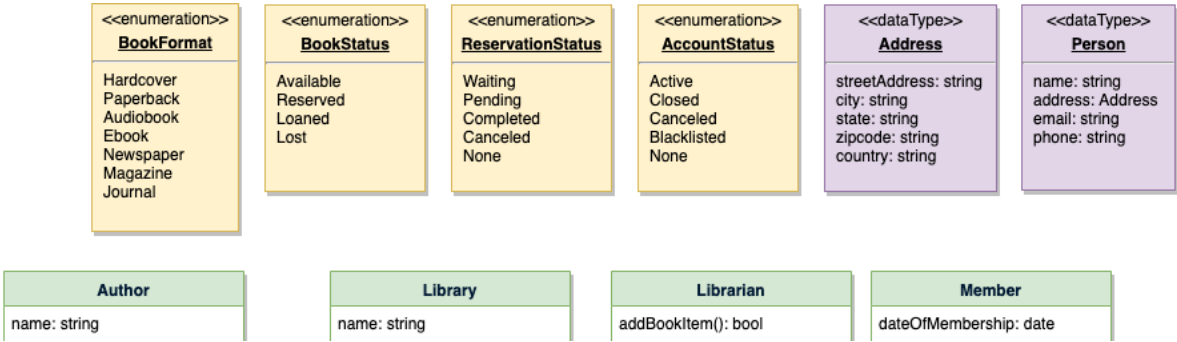 <<enumeration>>
BookFormat
Hardcover
Paperback
Audiobook
Ebook
Newspaper
Magazine
Journal
<<enumeration>>
BookStatus
Available
Reserved
Loaned
Lost
<<enumeration>>
ReservationStatus
Waiting
Pending
Completed
Canceled
None
<<enumeration>>
AccountStatus
Active
Closed
Canceled
Blacklisted
None
<<dataType>>
Address
streetAddress: string
city: string
state: string
zipcode: string
country: string
<<dataType>>
Person
name: string
address: Address
email: string
phone: string
Author
name: string
Library
name: string
Librarian
addBookItem(): bool
Member
dateOfMembership: date